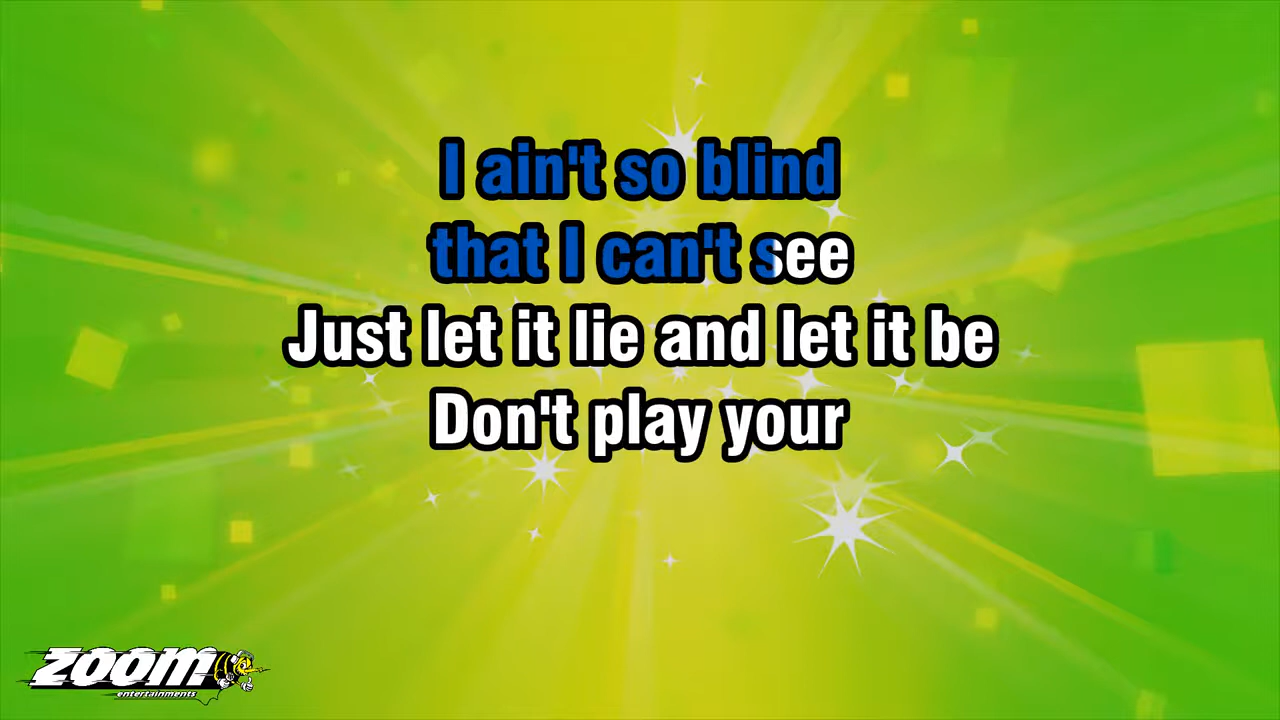 I ain't so blind
that I can't see
Just let it lie and let it be
Don't play your
zoom
entertainments